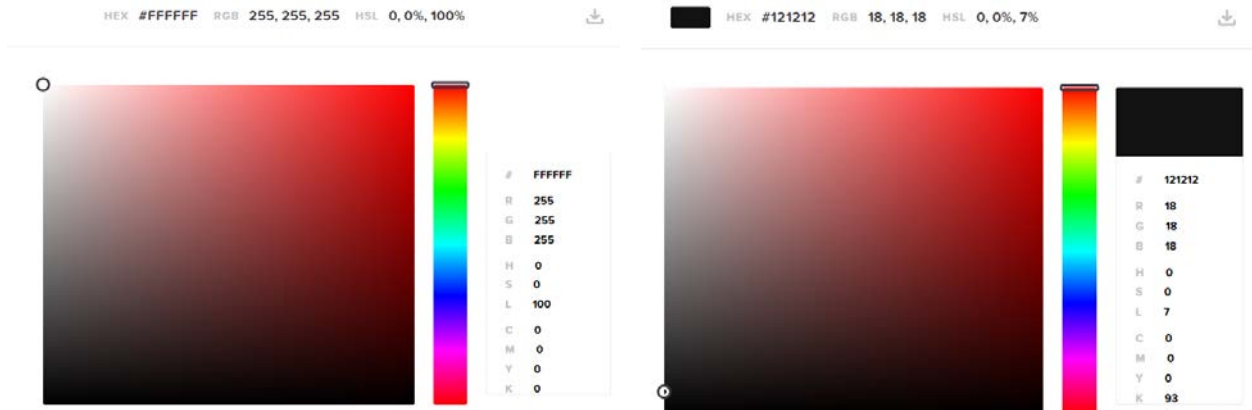 HEX #FFFFFF RGB 255, 255, 255 HSL 0, 0%, 100%
# FFFFFF
R 255
G 255
B 255
H 0
S 0
L 100
C 0
M 0
Y 0
K 0
HEX #121212 RGB 18, 18, 18 HSL 0, 0%, 7%
# 121212
R 18
G 18
B 18
H 0
S 0
L 7
C 0
M 0
Y 0
K 93